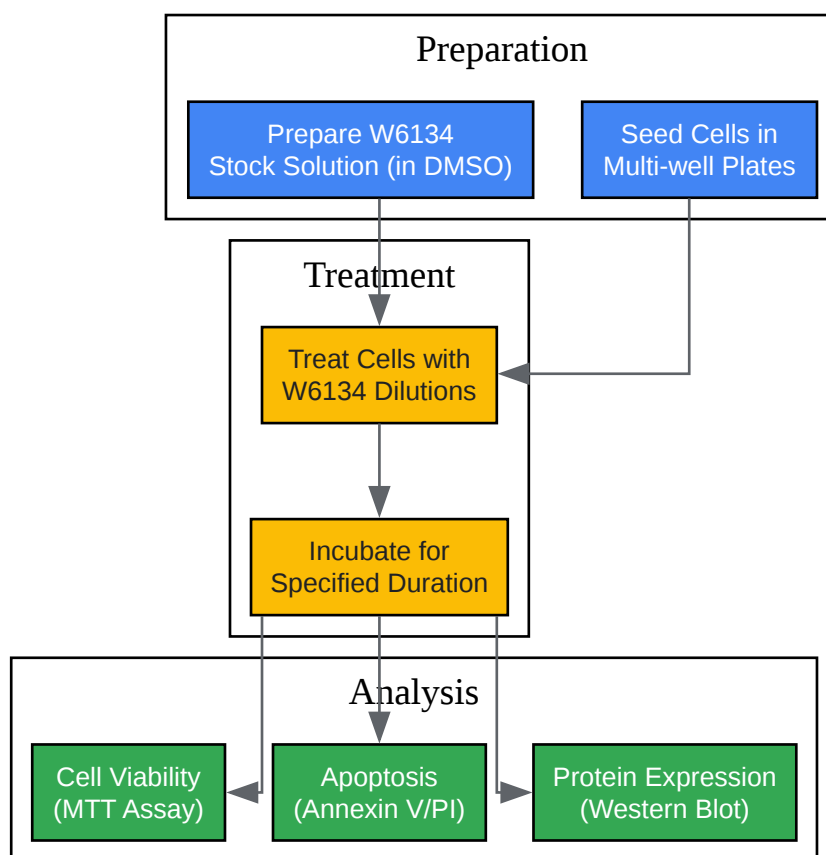 Preparation
Prepare W6134
Stock Solution (in DMSO)
Seed Cells in
Multi-well Plates
Treatment
Treat Cells with
W6134 Dilutions
Incubate for
Specified Duration
Analysis
Cell Viability
(MTT Assay)
Apoptosis
(Annexin V/PI)
Protein Expression
(Western Blot)